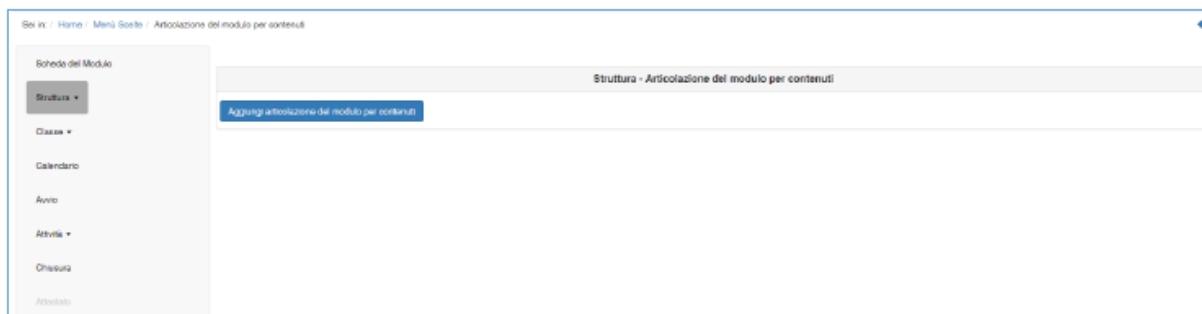 Sei in: / Home / Menù Scelte / Articolazione del modulo per contenuti
Scheda del Modulo
Struttura
Classe
Calendario
Avvio
Attività
Chiusura
Attestato
Struttura - Articolazione del modulo per contenuti
Aggiungi articolazione del modulo per contenuti